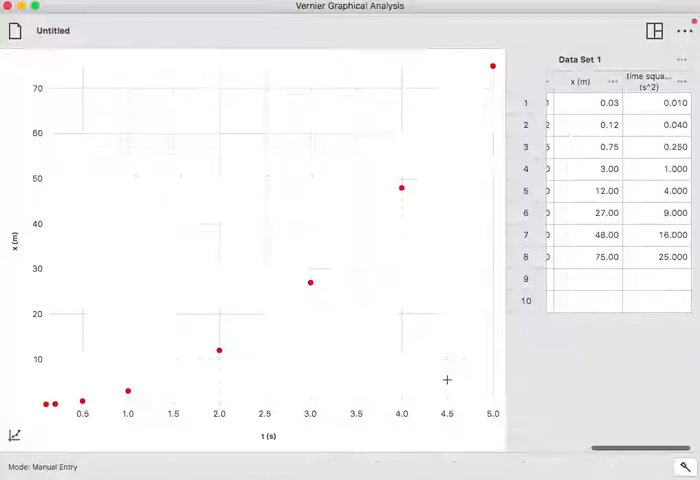 Vernier Graphical Analysis
Untitled
Data Set 1
x (m)
time squa...
(s^2)
1 0.03 0.010
2 0.12 0.040
3 0.75 0.250
4 3.00 1.000
5 12.00 4.000
6 27.00 9.000
7 48.00 16.000
8 75.00 25.000
9
10
70
60
50
40
30
20
10
x (m)
0.5 1.0 1.5 2.0 2.5 3.0 3.5 4.0 4.5 5.0
t (s)
Mode: Manual Entry